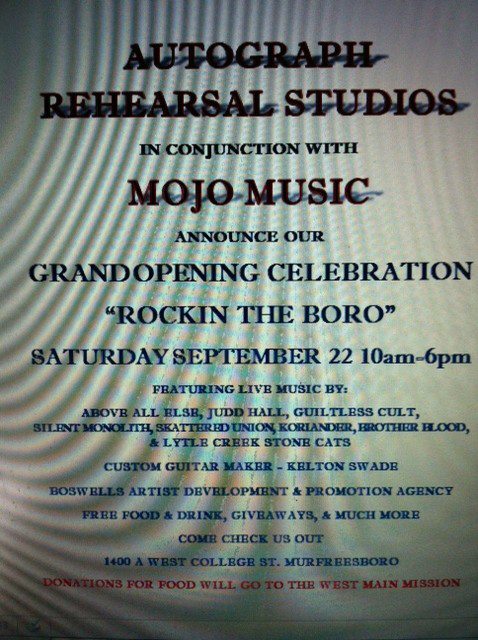 AUTOGRAPH
REHEARSAL STUDIOS
IN CONJUNCTION WITH
MOJO MUSIC
ANNOUNCE OUR
GRAND OPENING CELEBRATION
"ROCKIN THE BORO"
SATURDAY SEPTEMBER 22 10am-6pm
FEATURING LIVE MUSIC BY:
ABOVE ALL ELSE, JUDD HALL, GUILTLESS CULT,
SILENT MONOLITH, SKATTERED UNION, KORIANDER, BROTHER BLOOD,
& LYTLE CREEK STONE CATS
CUSTOM GUITAR MAKER - KELTON SWADE
BOSWELLS ARTIST DEVELOPMENT & PROMOTION AGENCY
FREE FOOD & DRINK, GIVEAWAYS, & MUCH MORE
COME CHECK US OUT
1400 A WEST COLLEGE ST. MURFREESBORO
DONATIONS FOR FOOD WILL GO TO THE WEST MAIN MISSION